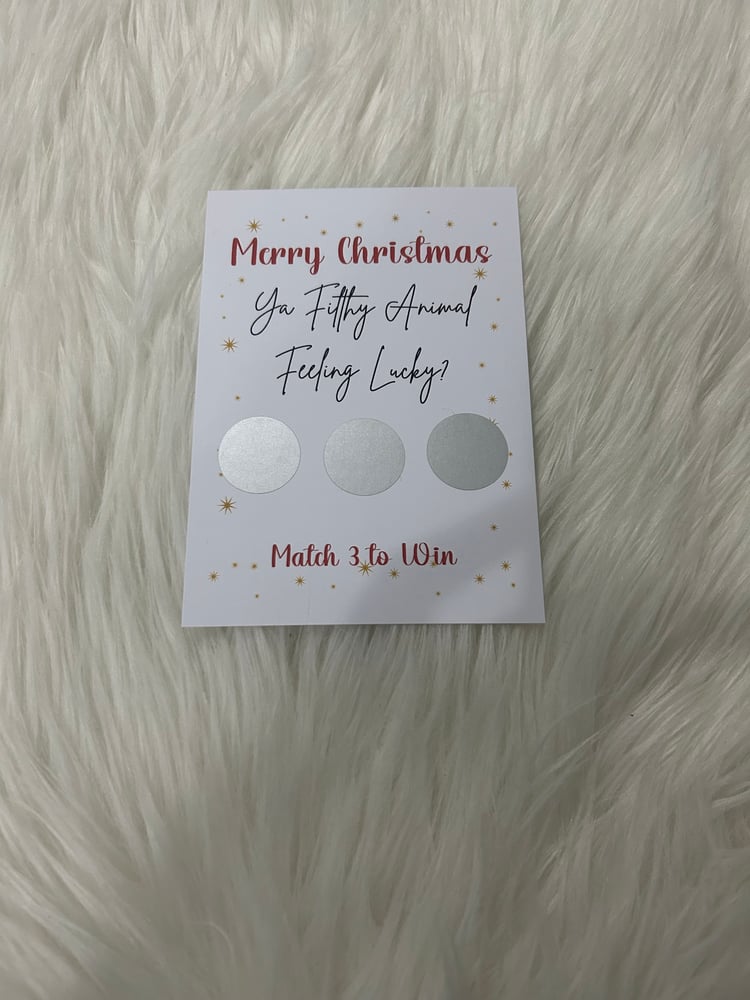 Merry Christmas
Ya Filthy Animal
Feeling Lucky?
Match 3 to Win